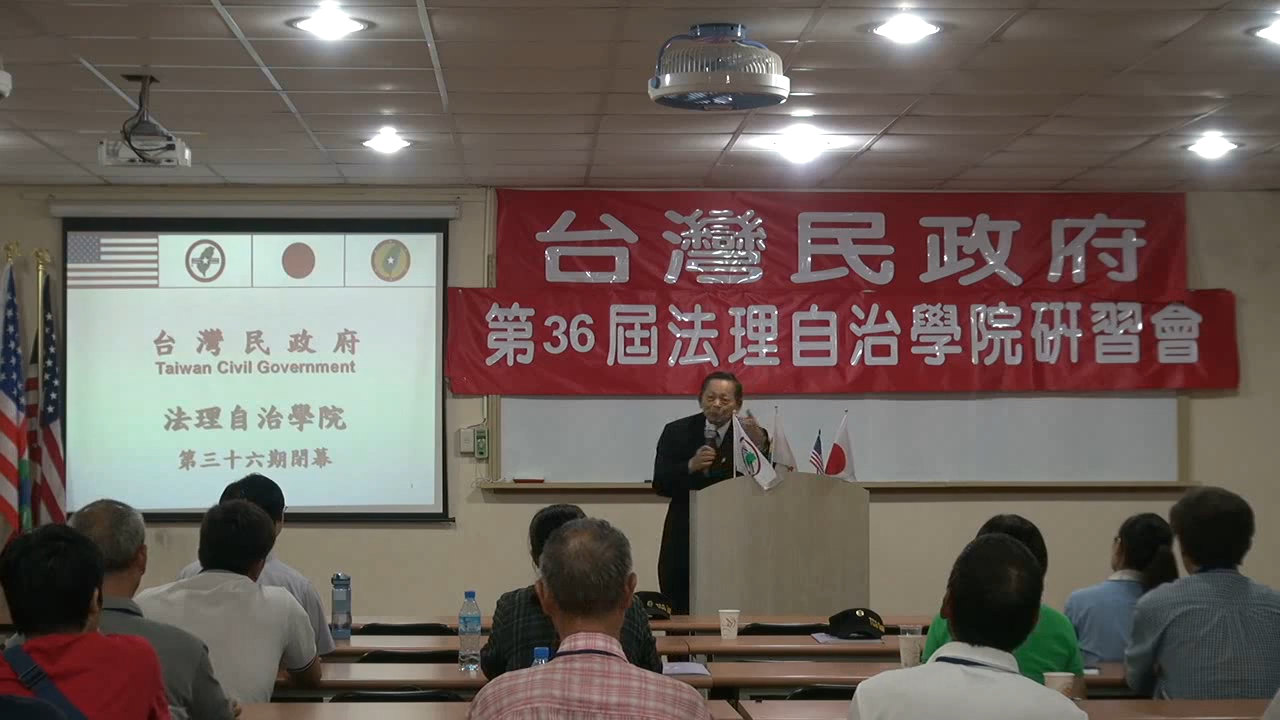 台灣民政府
第36屆法理自治學院研習會
台灣民政府
Taiwan Civil Government
法理自治學院
第三十六期閉幕